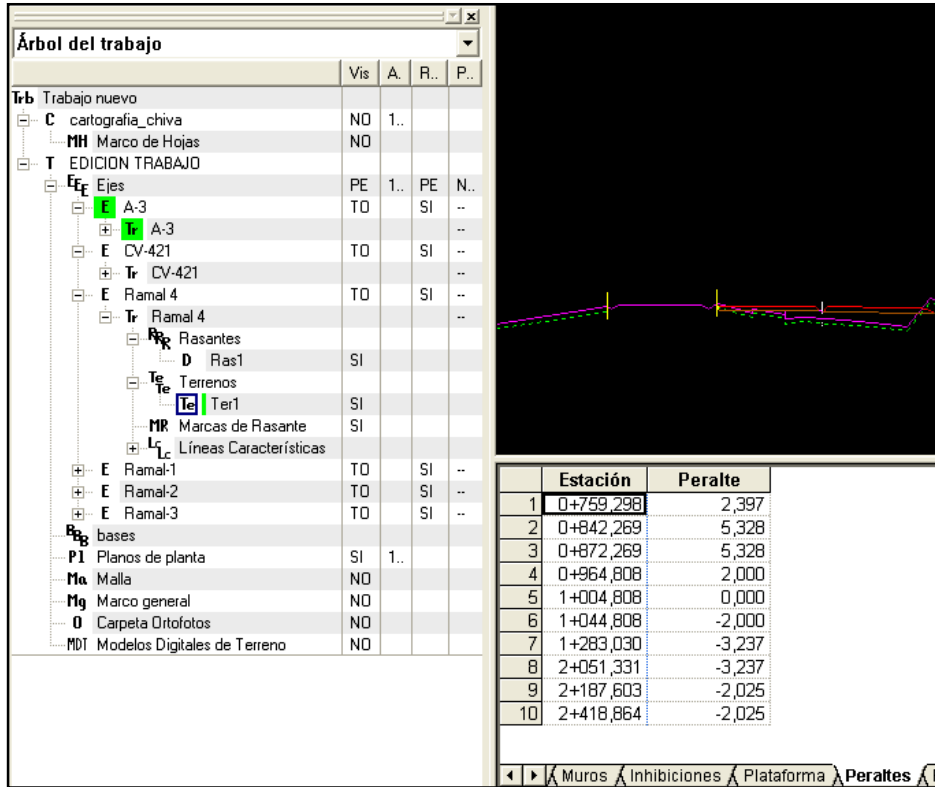 Árbol del trabajo
Vis A. R.. P..
Trb Trabajo nuevo
C cartografia_chiva NO 1..
MH Marco de Hojas NO
T EDICION TRABAJO
EEE Ejes PE 1.. PE N..
E A-3 TO SI --
Tr A-3 --
E CV-421 TO SI --
Tr CV-421 --
E Ramal 4 TO SI --
Tr Ramal 4 --
RRR Rasantes
D Ras1 SI
Te Te Terrenos
Te Ter1 SI
MR Marcas de Rasante SI
Lc Lc Líneas Características
E Ramal-1 TO SI --
E Ramal-2 TO SI --
E Ramal-3 TO SI --
BBB bases
Pl Planos de planta SI 1..
Ma Malla NO
Mg Marco general NO
O Carpeta Ortofotos NO
MDT Modelos Digitales de Terreno NO
Estación Peralte
1 0+759,298 2,397
2 0+842,269 5,328
3 0+872,269 5,328
4 0+964,808 2,000
5 1+004,808 0,000
6 1+044,808 -2,000
7 1+283,030 -3,237
8 2+051,331 -3,237
9 2+187,603 -2,025
10 2+418,864 -2,025
Muros Inhibiciones Plataforma Peraltes